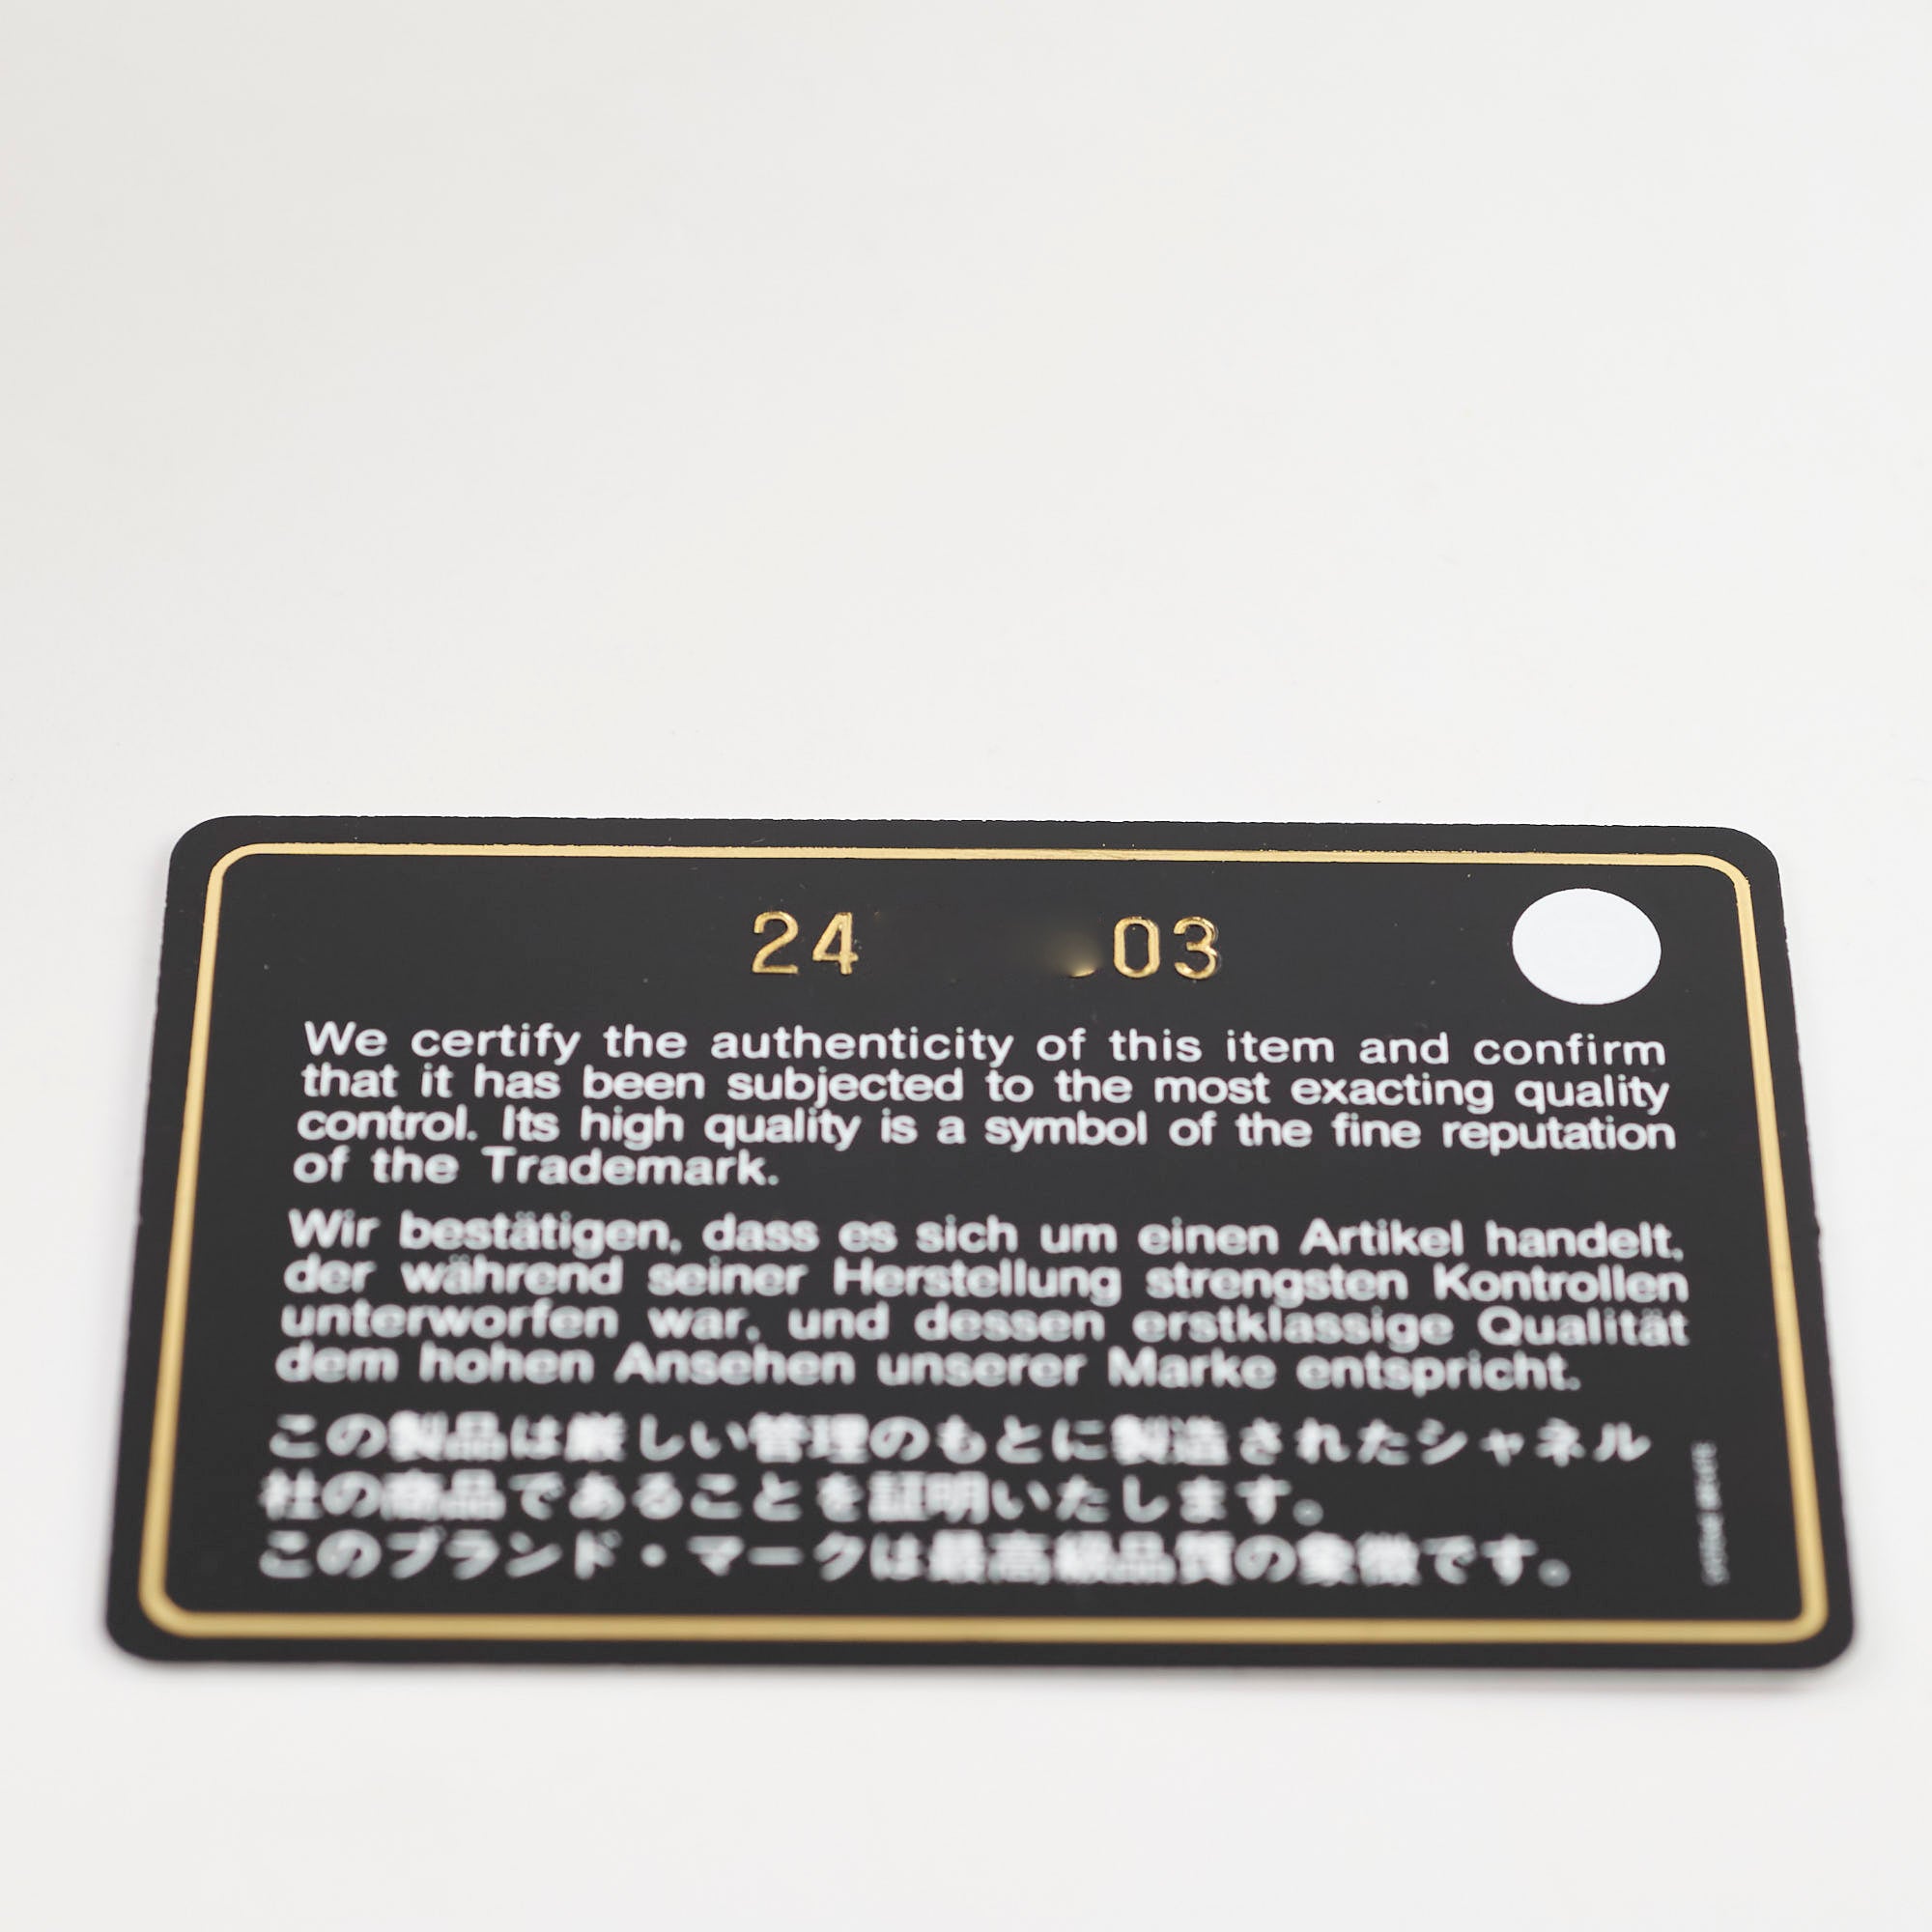 24 03
We certify the authenticity of this item and confirm
that it has been subjected to the most exacting quality
control. Its high quality is a symbol of the fine reputation
of the Trademark.
Wir bestätigen, dass es sich um einen Artikel handelt,
der während seiner Herstellung strengsten Kontrollen
unterworfen war, und dessen erstklassige Qualität
dem hohen Ansehen unserer Marke entspricht.
この製品は厳しい管理のもとに製造されたシャネル
社の商品であることを証明いたします。
このブランド・マークは最高級品質の象徴です。